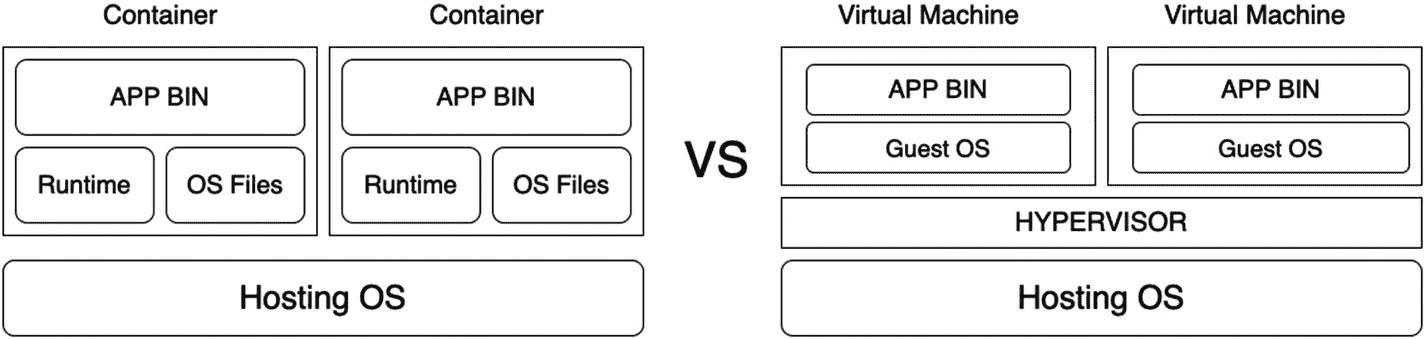 Container
Container
APP BIN
Runtime
OS Files
APP BIN
Runtime
OS Files
Hosting OS
VS
Virtual Machine
Virtual Machine
APP BIN
Guest OS
APP BIN
Guest OS
HYPERVISOR
Hosting OS